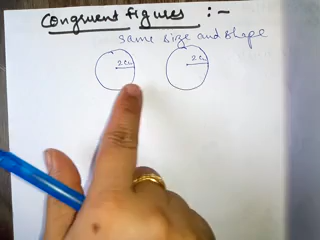 Congruent figures :-
same size and shape
2cm 2cm